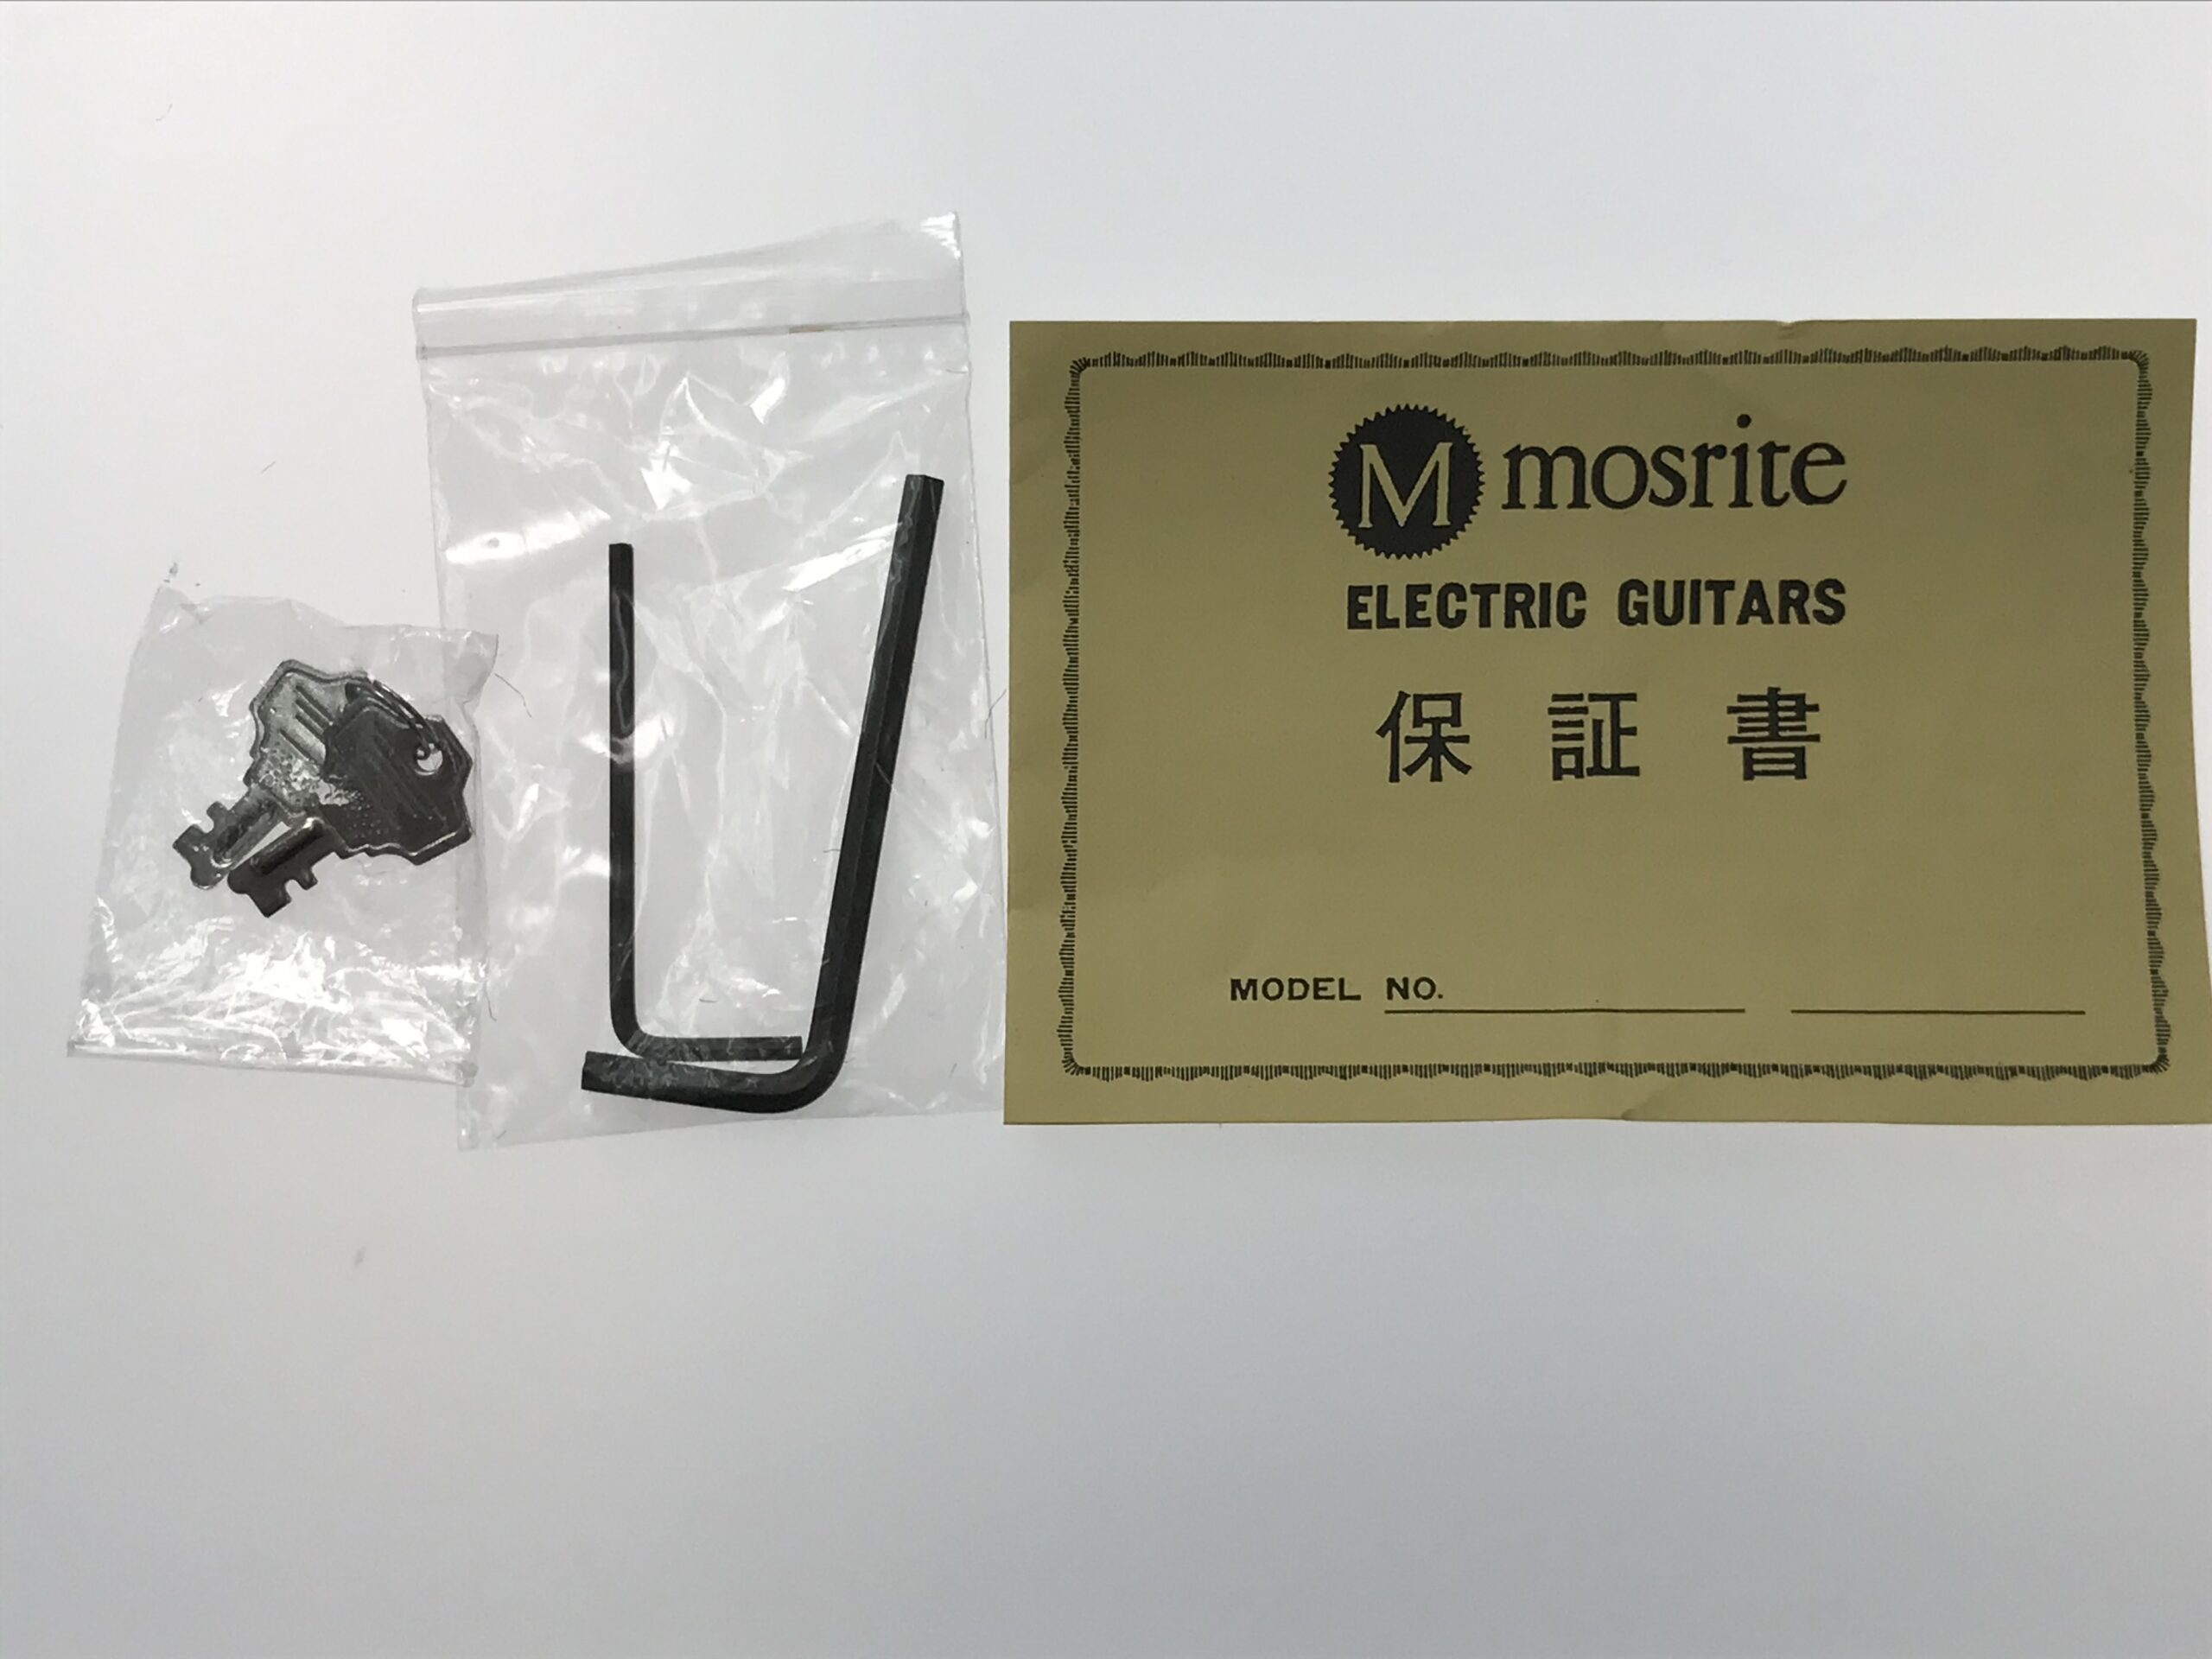 M mosrite
ELECTRIC GUITARS
保証書
MODEL NO.